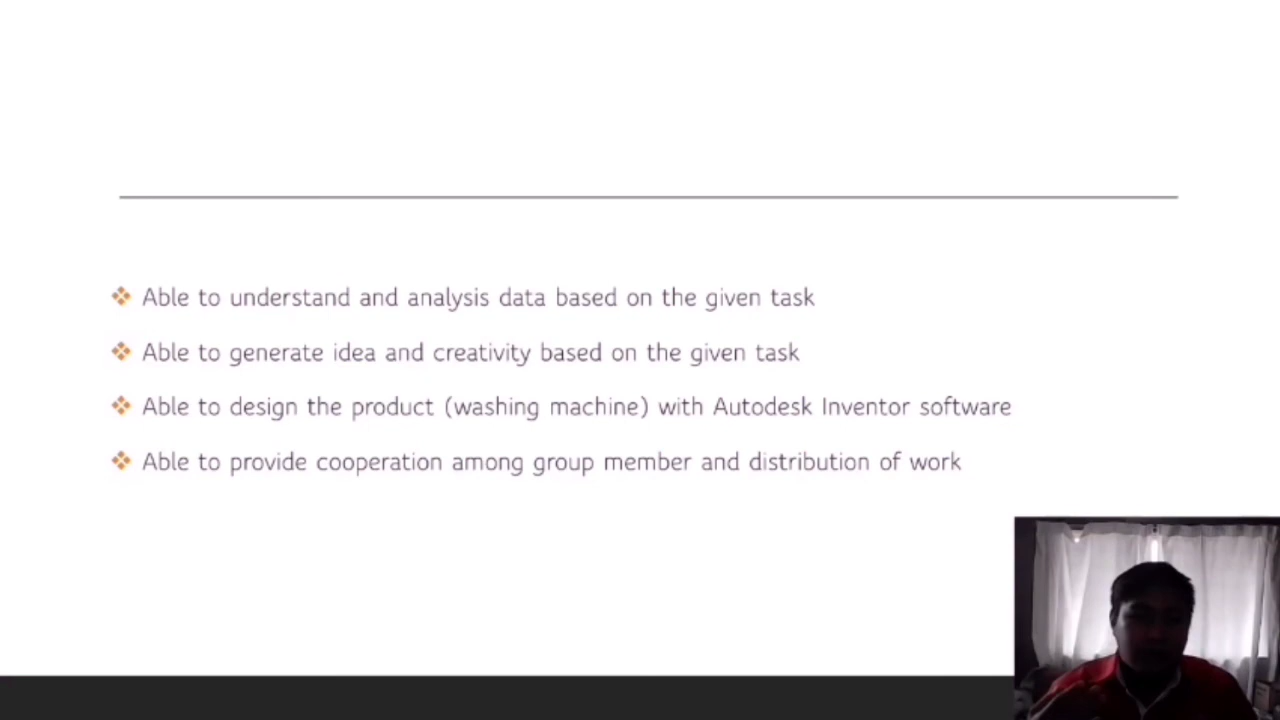 Able to understand and analysis data based on the given task
Able to generate idea and creativity based on the given task
Able to design the product (washing machine) with Autodesk Inventor software
Able to provide cooperation among group member and distribution of work